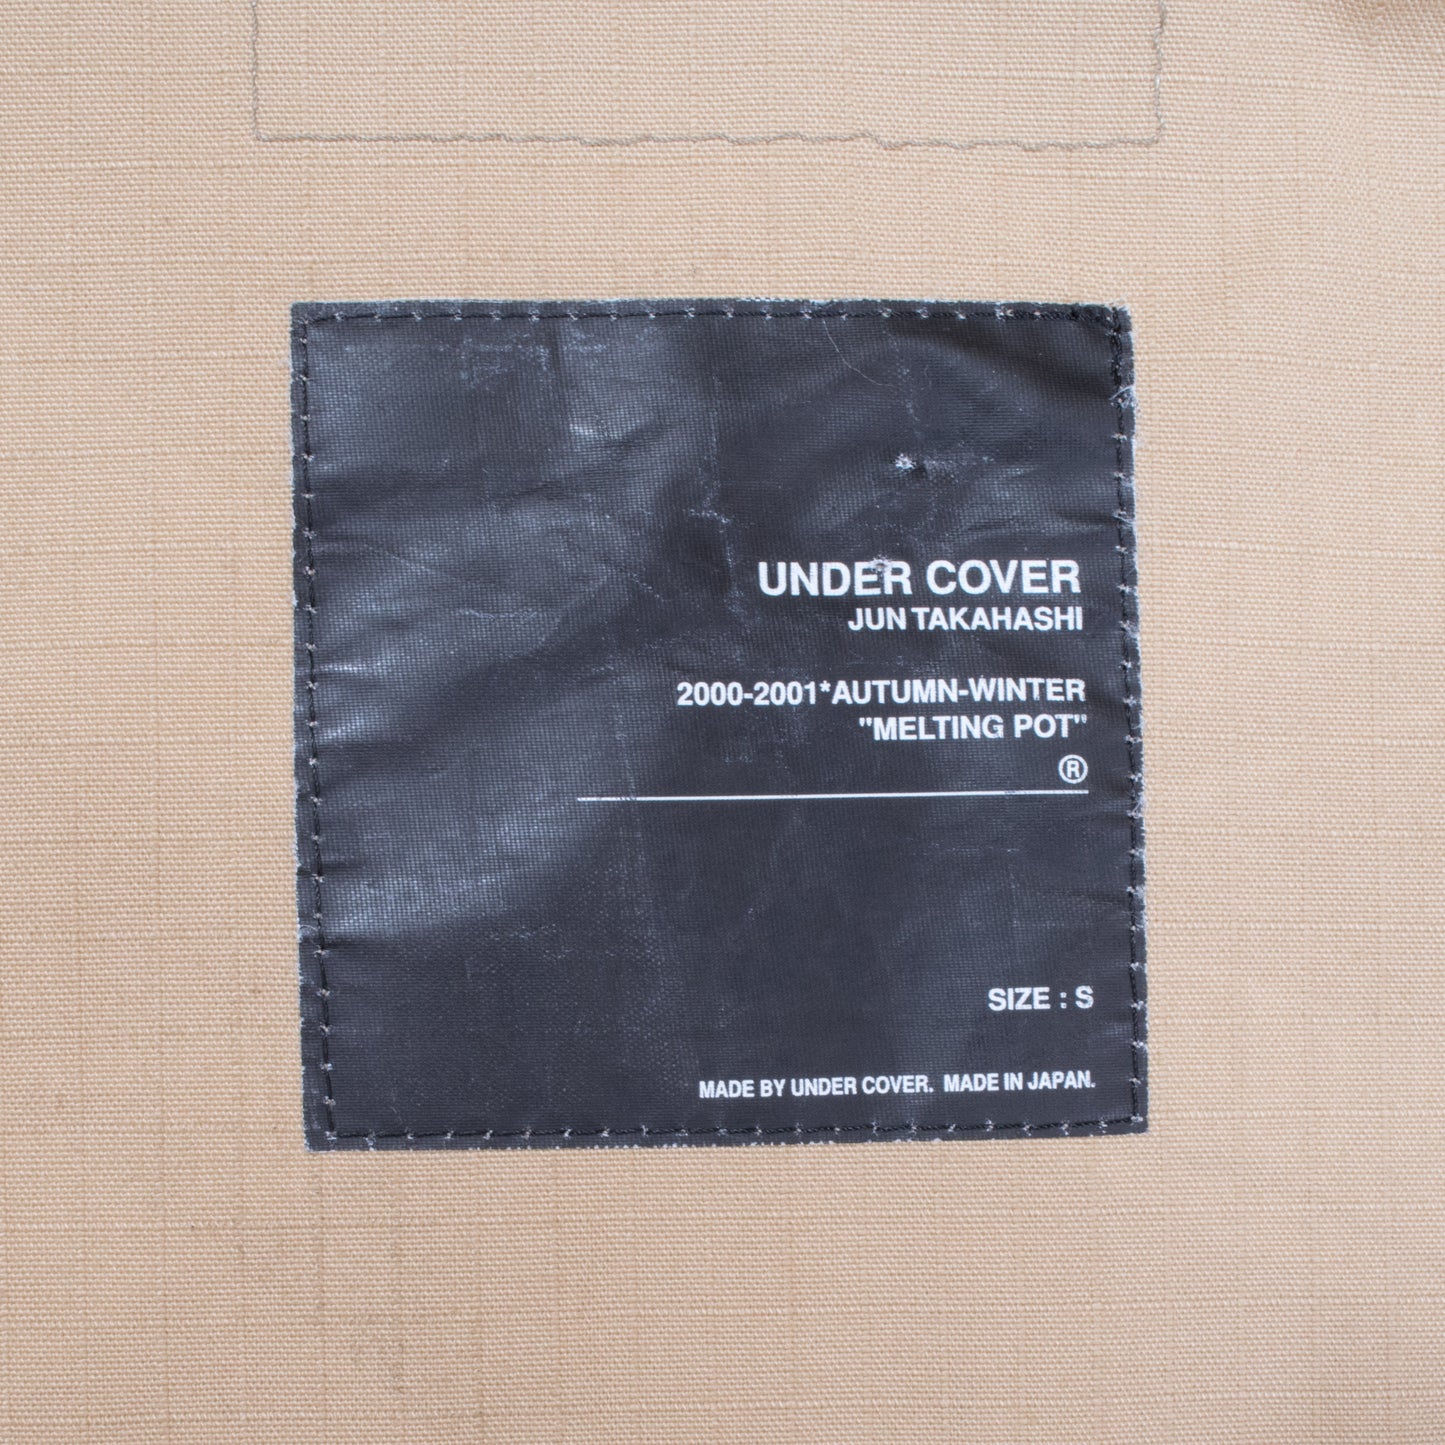 UNDER COVER
JUN TAKAHASHI
2000-2001*AUTUMN-WINTER
"MELTING POT"
®
SIZE : S
MADE BY UNDER COVER. MADE IN JAPAN.